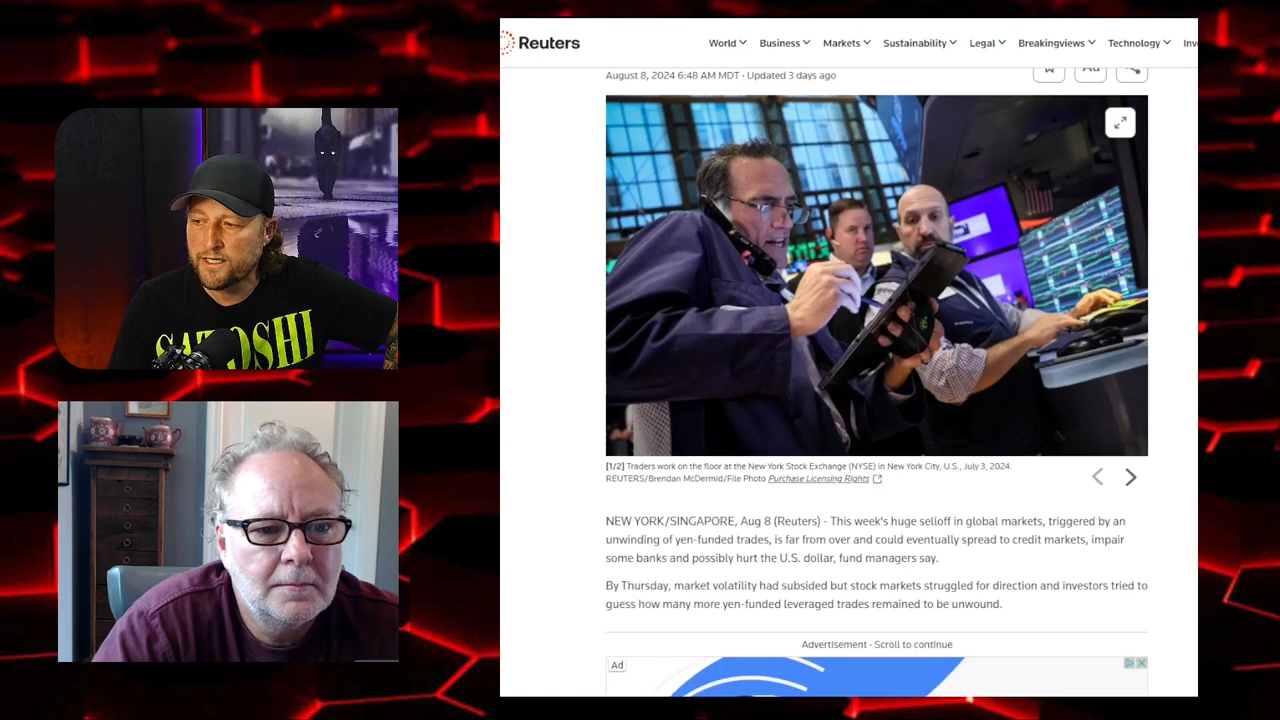 Reuters
World Business Markets Sustainability Legal Breakingviews Technology
August 8, 2024 6:48 AM MDT · Updated 3 days ago
Aa
SATOSHI
[1/2] Traders work on the floor at the New York Stock Exchange (NYSE) in New York City, U.S., July 3, 2024.
REUTERS/Brendan McDermid/File Photo Purchase Licensing Rights
NEW YORK/SINGAPORE, Aug 8 (Reuters) - This week's huge selloff in global markets, triggered by an
unwinding of yen-funded trades, is far from over and could eventually spread to credit markets, impair
some banks and possibly hurt the U.S. dollar, fund managers say.
By Thursday, market volatility had subsided but stock markets struggled for direction and investors tried to
guess how many more yen-funded leveraged trades remained to be unwound.
Advertisement · Scroll to continue
Ad